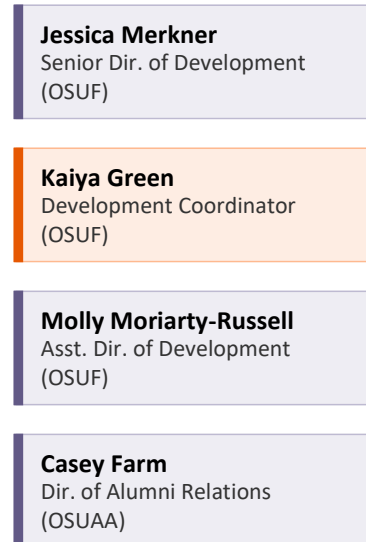 Jessica Merkner
Senior Dir. of Development
(OSUF)
Kaiya Green
Development Coordinator
(OSUF)
Molly Moriarty-Russell
Asst. Dir. of Development
(OSUF)
Casey Farm
Dir. of Alumni Relations
(OSUAA)